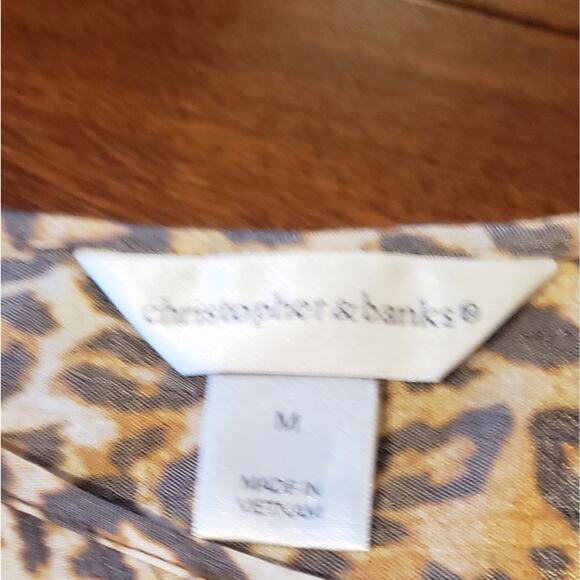 christopher & banks®
M
MADE IN
VIETNAM